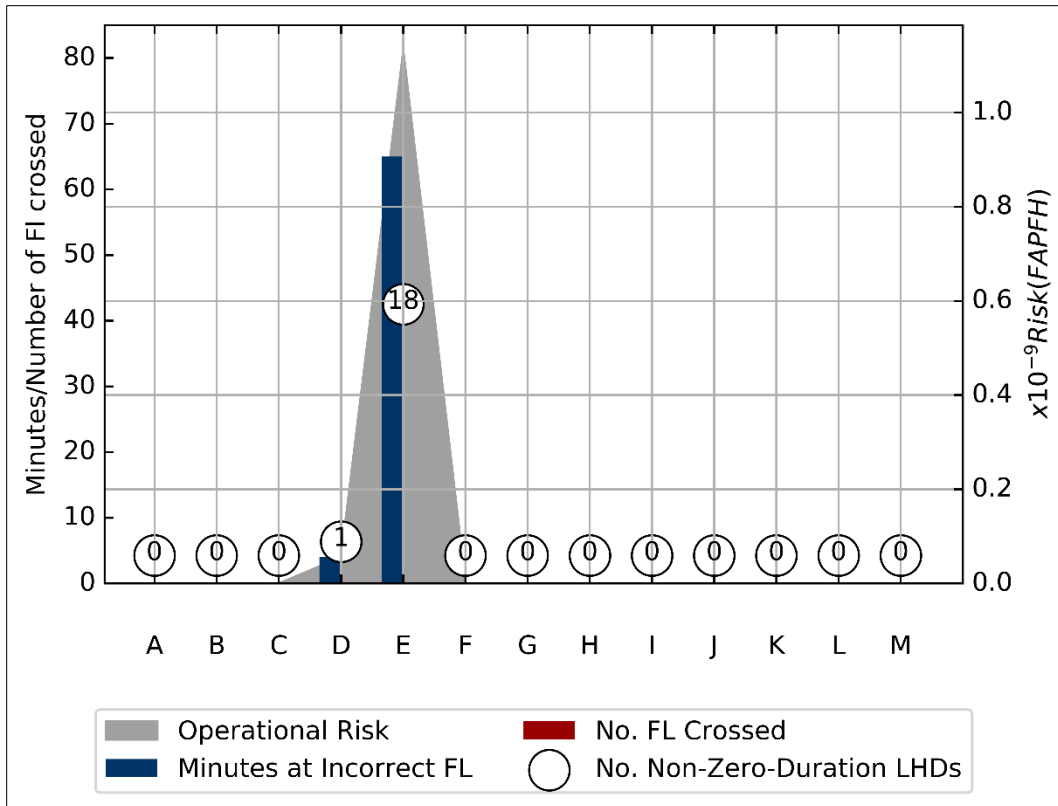 Minutes/Number of Fl crossed
80
70
60
50
40
30
20
10
0
1.0
0.8
0.6
0.4
0.2
0.0
x10⁻⁹Risk(FAPFH)
0 0 0 1 18 0 0 0 0 0 0 0 0
A B C D E F G H I J K L M
Operational Risk
Minutes at Incorrect FL
No. FL Crossed
No. Non-Zero-Duration LHDs